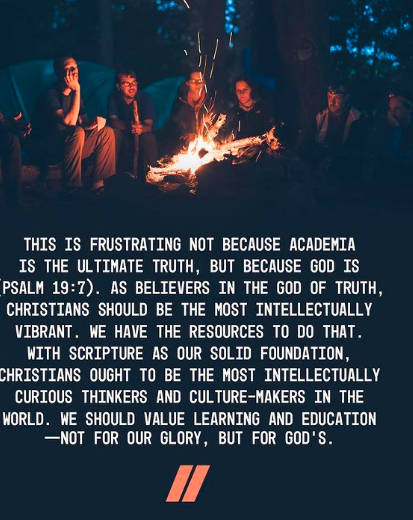 THIS IS FRUSTRATING NOT BECAUSE ACADEMIA
IS THE ULTIMATE TRUTH, BUT BECAUSE GOD IS
(PSALM 19:7). AS BELIEVERS IN THE GOD OF TRUTH,
CHRISTIANS SHOULD BE THE MOST INTELLECTUALLY
VIBRANT. WE HAVE THE RESOURCES TO DO THAT.
WITH SCRIPTURE AS OUR SOLID FOUNDATION,
CHRISTIANS OUGHT TO BE THE MOST INTELLECTUALLY
CURIOUS THINKERS AND CULTURE-MAKERS IN THE
WORLD. WE SHOULD VALUE LEARNING AND EDUCATION
—NOT FOR OUR GLORY, BUT FOR GOD'S.